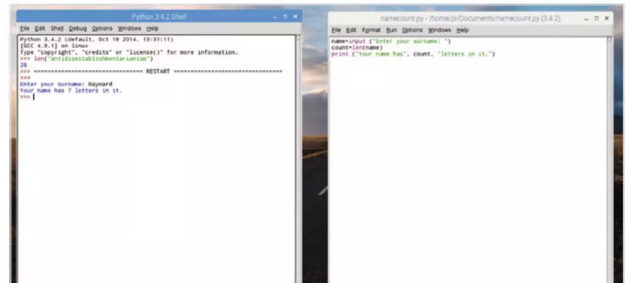 Python 3.4.2 Shell
File Edit Shell Debug Options Windows Help
Python 3.4.2 (default, Oct 19 2014, 13:31:11)
[GCC 4.9.1] on linux
Type "copyright", "credits" or "license()" for more information.
>>> len("antidisestablishmentarianism")
28
>>> ================================ RESTART ================================
>>>
Enter your surname: Hayward
Your name has 7 letters in it.
>>>
namecount.py - /home/pi/Documents/namecount.py (3.4.2)
File Edit Format Run Options Windows Help
name=input ("Enter your surname: ")
count=len(name)
print ("Your name has", count, "letters in it.")